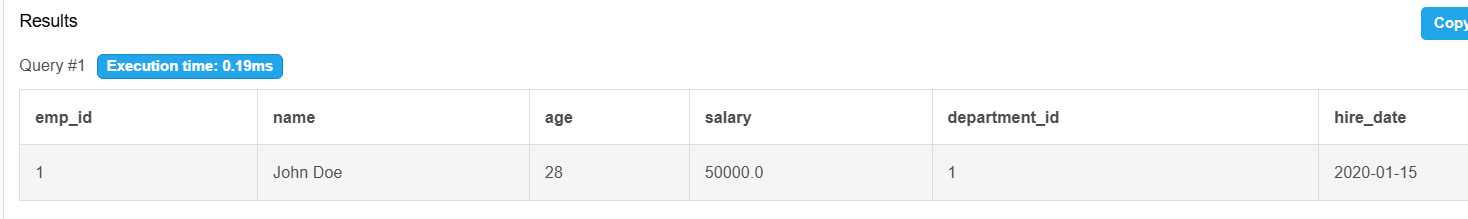 Results
Copy
Query #1 Execution time: 0.19ms
emp_id name age salary department_id hire_date
1 John Doe 28 50000.0 1 2020-01-15